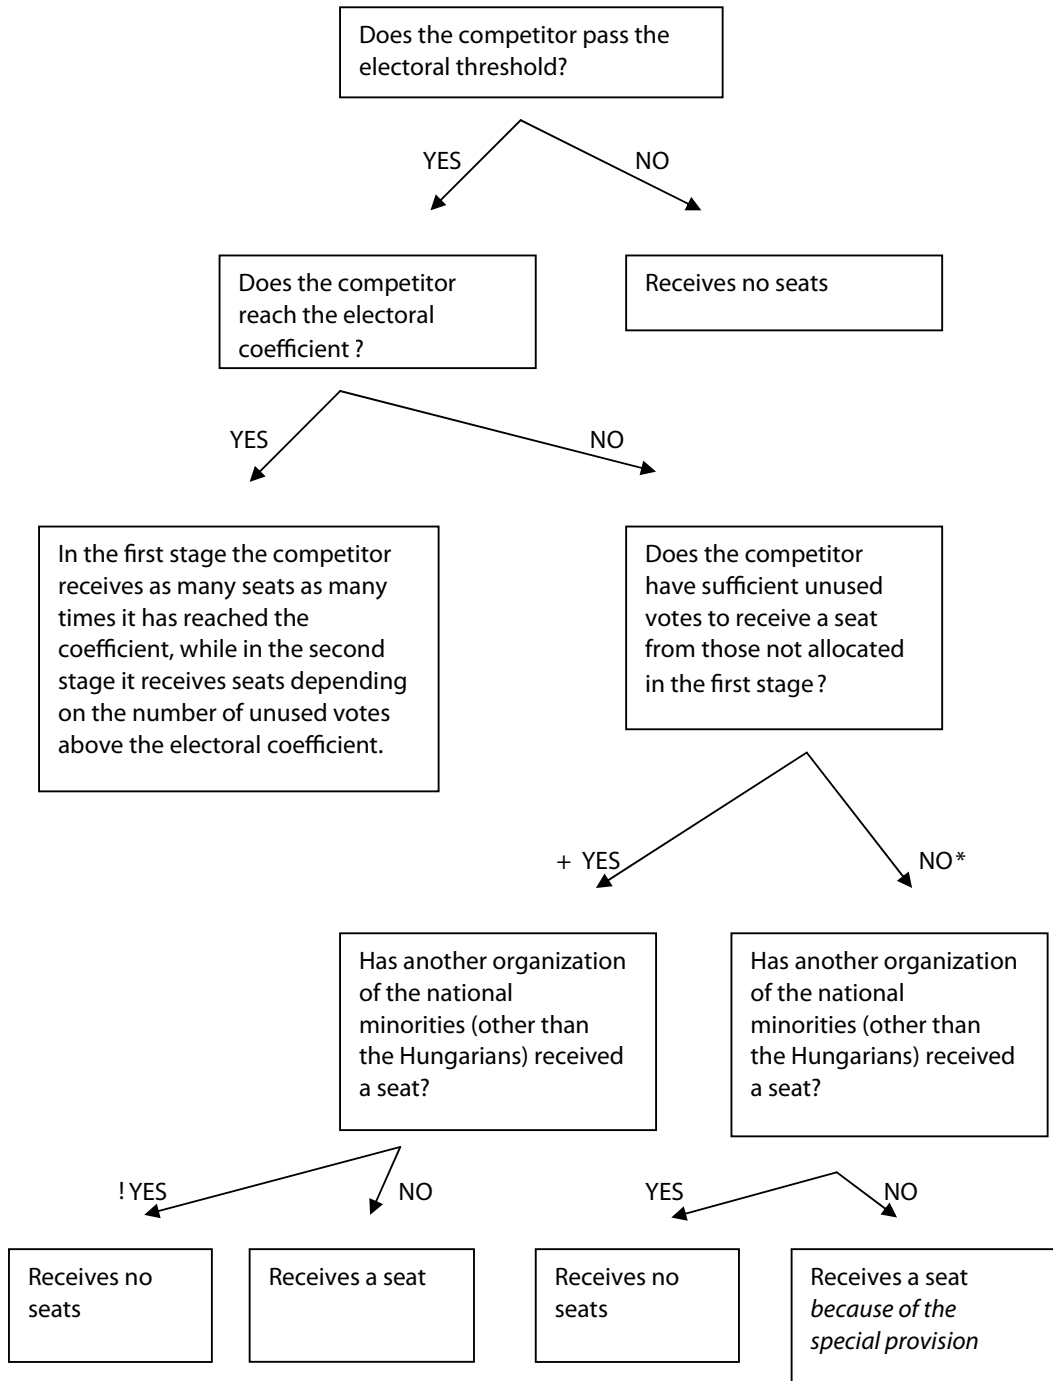 Does the competitor pass the
electoral threshold?
YES
NO
Does the competitor
reach the electoral
coefficient ?
Receives no seats
YES
NO
In the first stage the competitor
receives as many seats as many
times it has reached the
coefficient, while in the second
stage it receives seats depending
on the number of unused votes
above the electoral coefficient.
Does the competitor
have sufficient unused
votes to receive a seat
from those not allocated
in the first stage ?
+ YES
NO*
Has another organization
of the national
minorities (other than
the Hungarians) received
a seat?
Has another organization
of the national
minorities (other than
the Hungarians) received
a seat?
! YES
NO
YES
NO
Receives no
seats
Receives a seat
Receives no
seats
Receives a seat
because of the
special provision